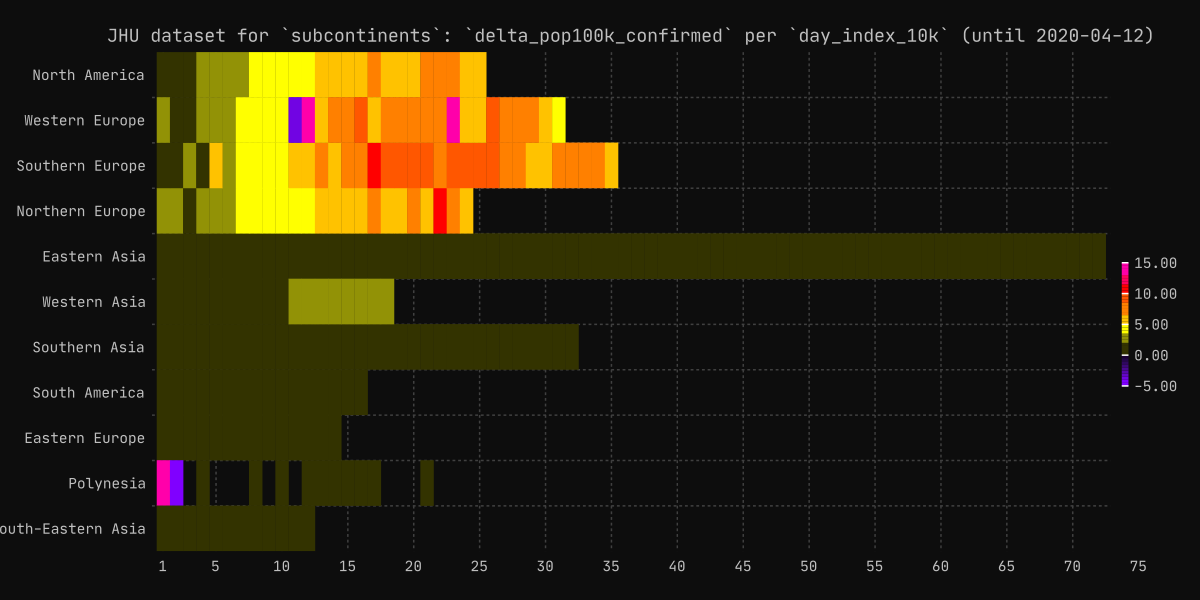 JHU dataset for `subcontinents`: `delta_pop100k_confirmed` per `day_index_10k` (until 2020-04-12)
North America
Western Europe
Southern Europe
Northern Europe
Eastern Asia
Western Asia
Southern Asia
South America
Eastern Europe
Polynesia
outh-Eastern Asia
15.00
10.00
5.00
0.00
-5.00
1 5 10 15 20 25 30 35 40 45 50 55 60 65 70 75